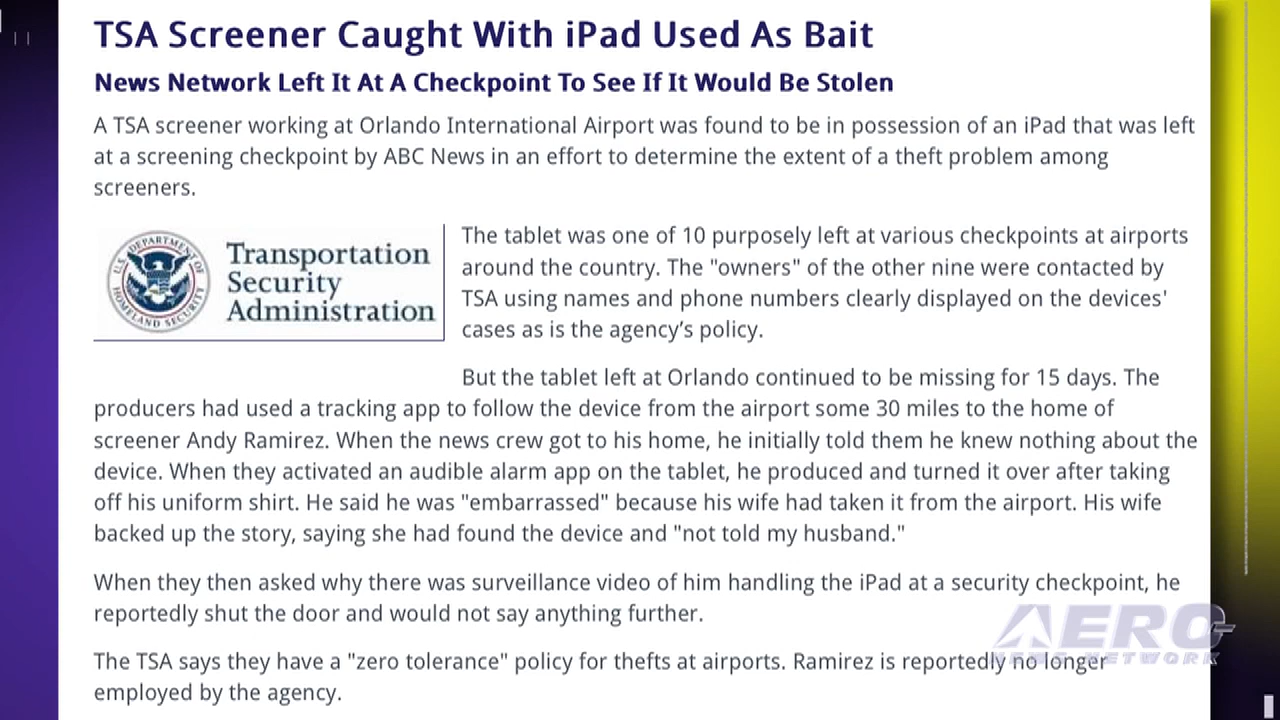 TSA Screener Caught With iPad Used As Bait
News Network Left It At A Checkpoint To See If It Would Be Stolen
A TSA screener working at Orlando International Airport was found to be in possession of an iPad that was left
at a screening checkpoint by ABC News in an effort to determine the extent of a theft problem among
screeners.
U.S. DEPARTMENT OF
HOMELAND SECURITY
Transportation
Security
Administration
The tablet was one of 10 purposely left at various checkpoints at airports
around the country. The "owners" of the other nine were contacted by
TSA using names and phone numbers clearly displayed on the devices'
cases as is the agency’s policy.
But the tablet left at Orlando continued to be missing for 15 days. The
producers had used a tracking app to follow the device from the airport some 30 miles to the home of
screener Andy Ramirez. When the news crew got to his home, he initially told them he knew nothing about the
device. When they activated an audible alarm app on the tablet, he produced and turned it over after taking
off his uniform shirt. He said he was "embarrassed" because his wife had taken it from the airport. His wife
backed up the story, saying she had found the device and "not told my husband."
When they then asked why there was surveillance video of him handling the iPad at a security checkpoint, he
reportedly shut the door and would not say anything further.
The TSA says they have a "zero tolerance" policy for thefts at airports. Ramirez is reportedly no longer
employed by the agency.
AERO
NEWS NETWORK